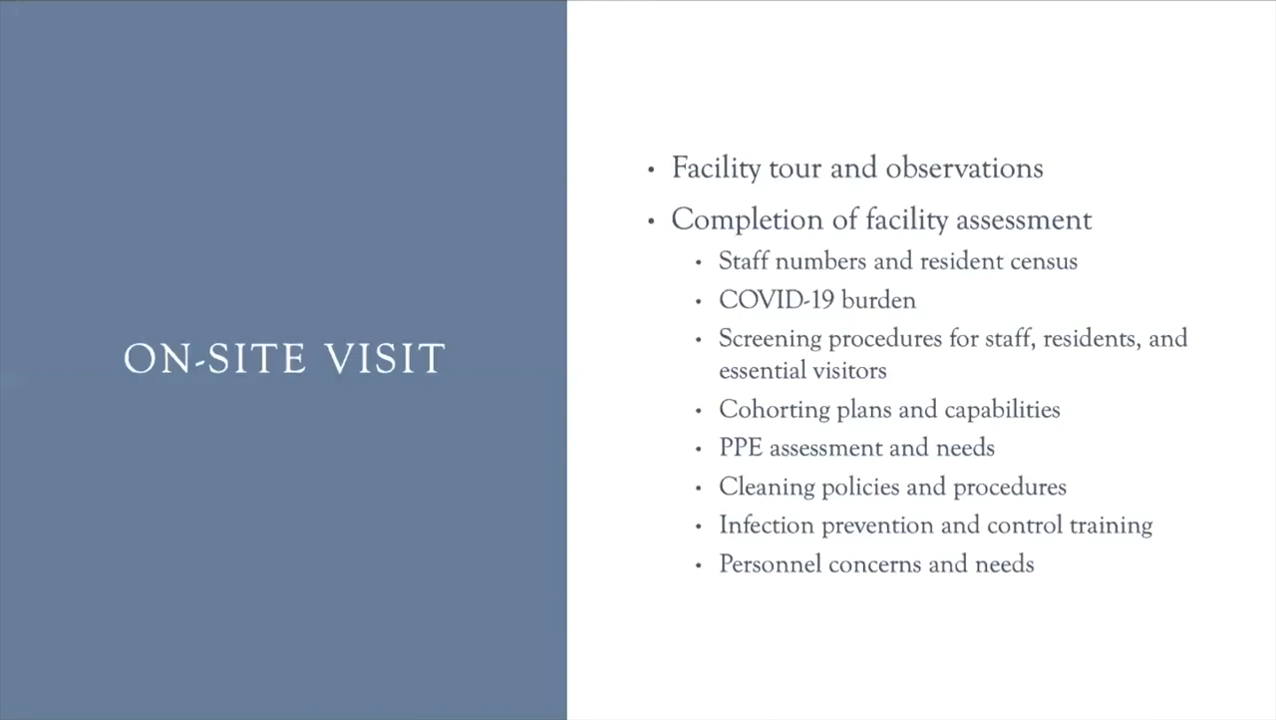 ON-SITE VISIT
• Facility tour and observations
• Completion of facility assessment
• Staff numbers and resident census
• COVID-19 burden
• Screening procedures for staff, residents, and
essential visitors
• Cohorting plans and capabilities
• PPE assessment and needs
• Cleaning policies and procedures
• Infection prevention and control training
• Personnel concerns and needs